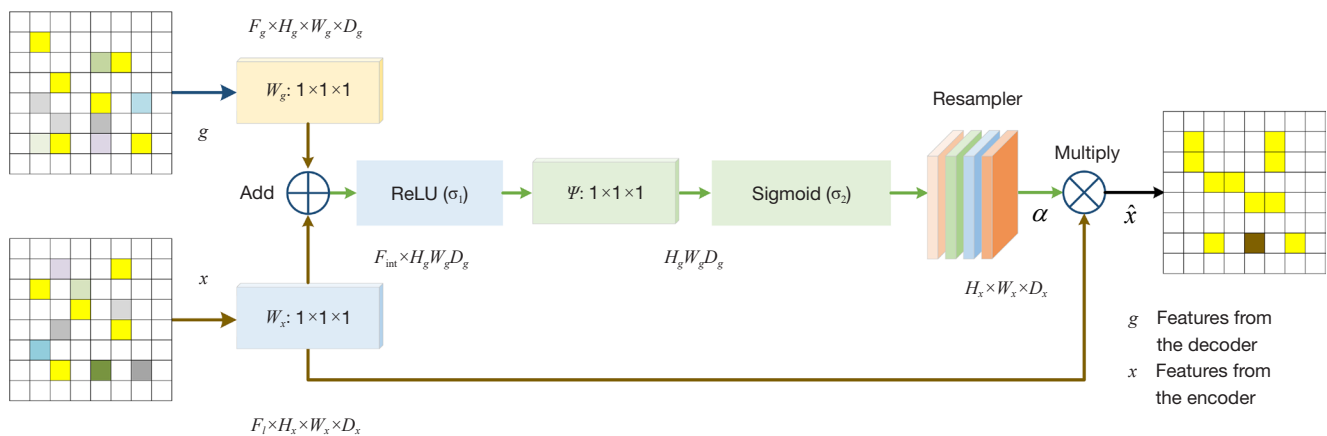 F_g×H_g×W_g×D_g
W_g: 1×1×1
g
Resampler
Multiply
Add
ReLU (σ₁)
Ψ: 1×1×1
Sigmoid (σ₂)
α
x̂
F_int×H_gW_gD_g
H_gW_gD_g
x
H_x×W_x×D_x
W_x: 1×1×1
g Features from
the decoder
x Features from
the encoder
F_l×H_x×W_x×D_x